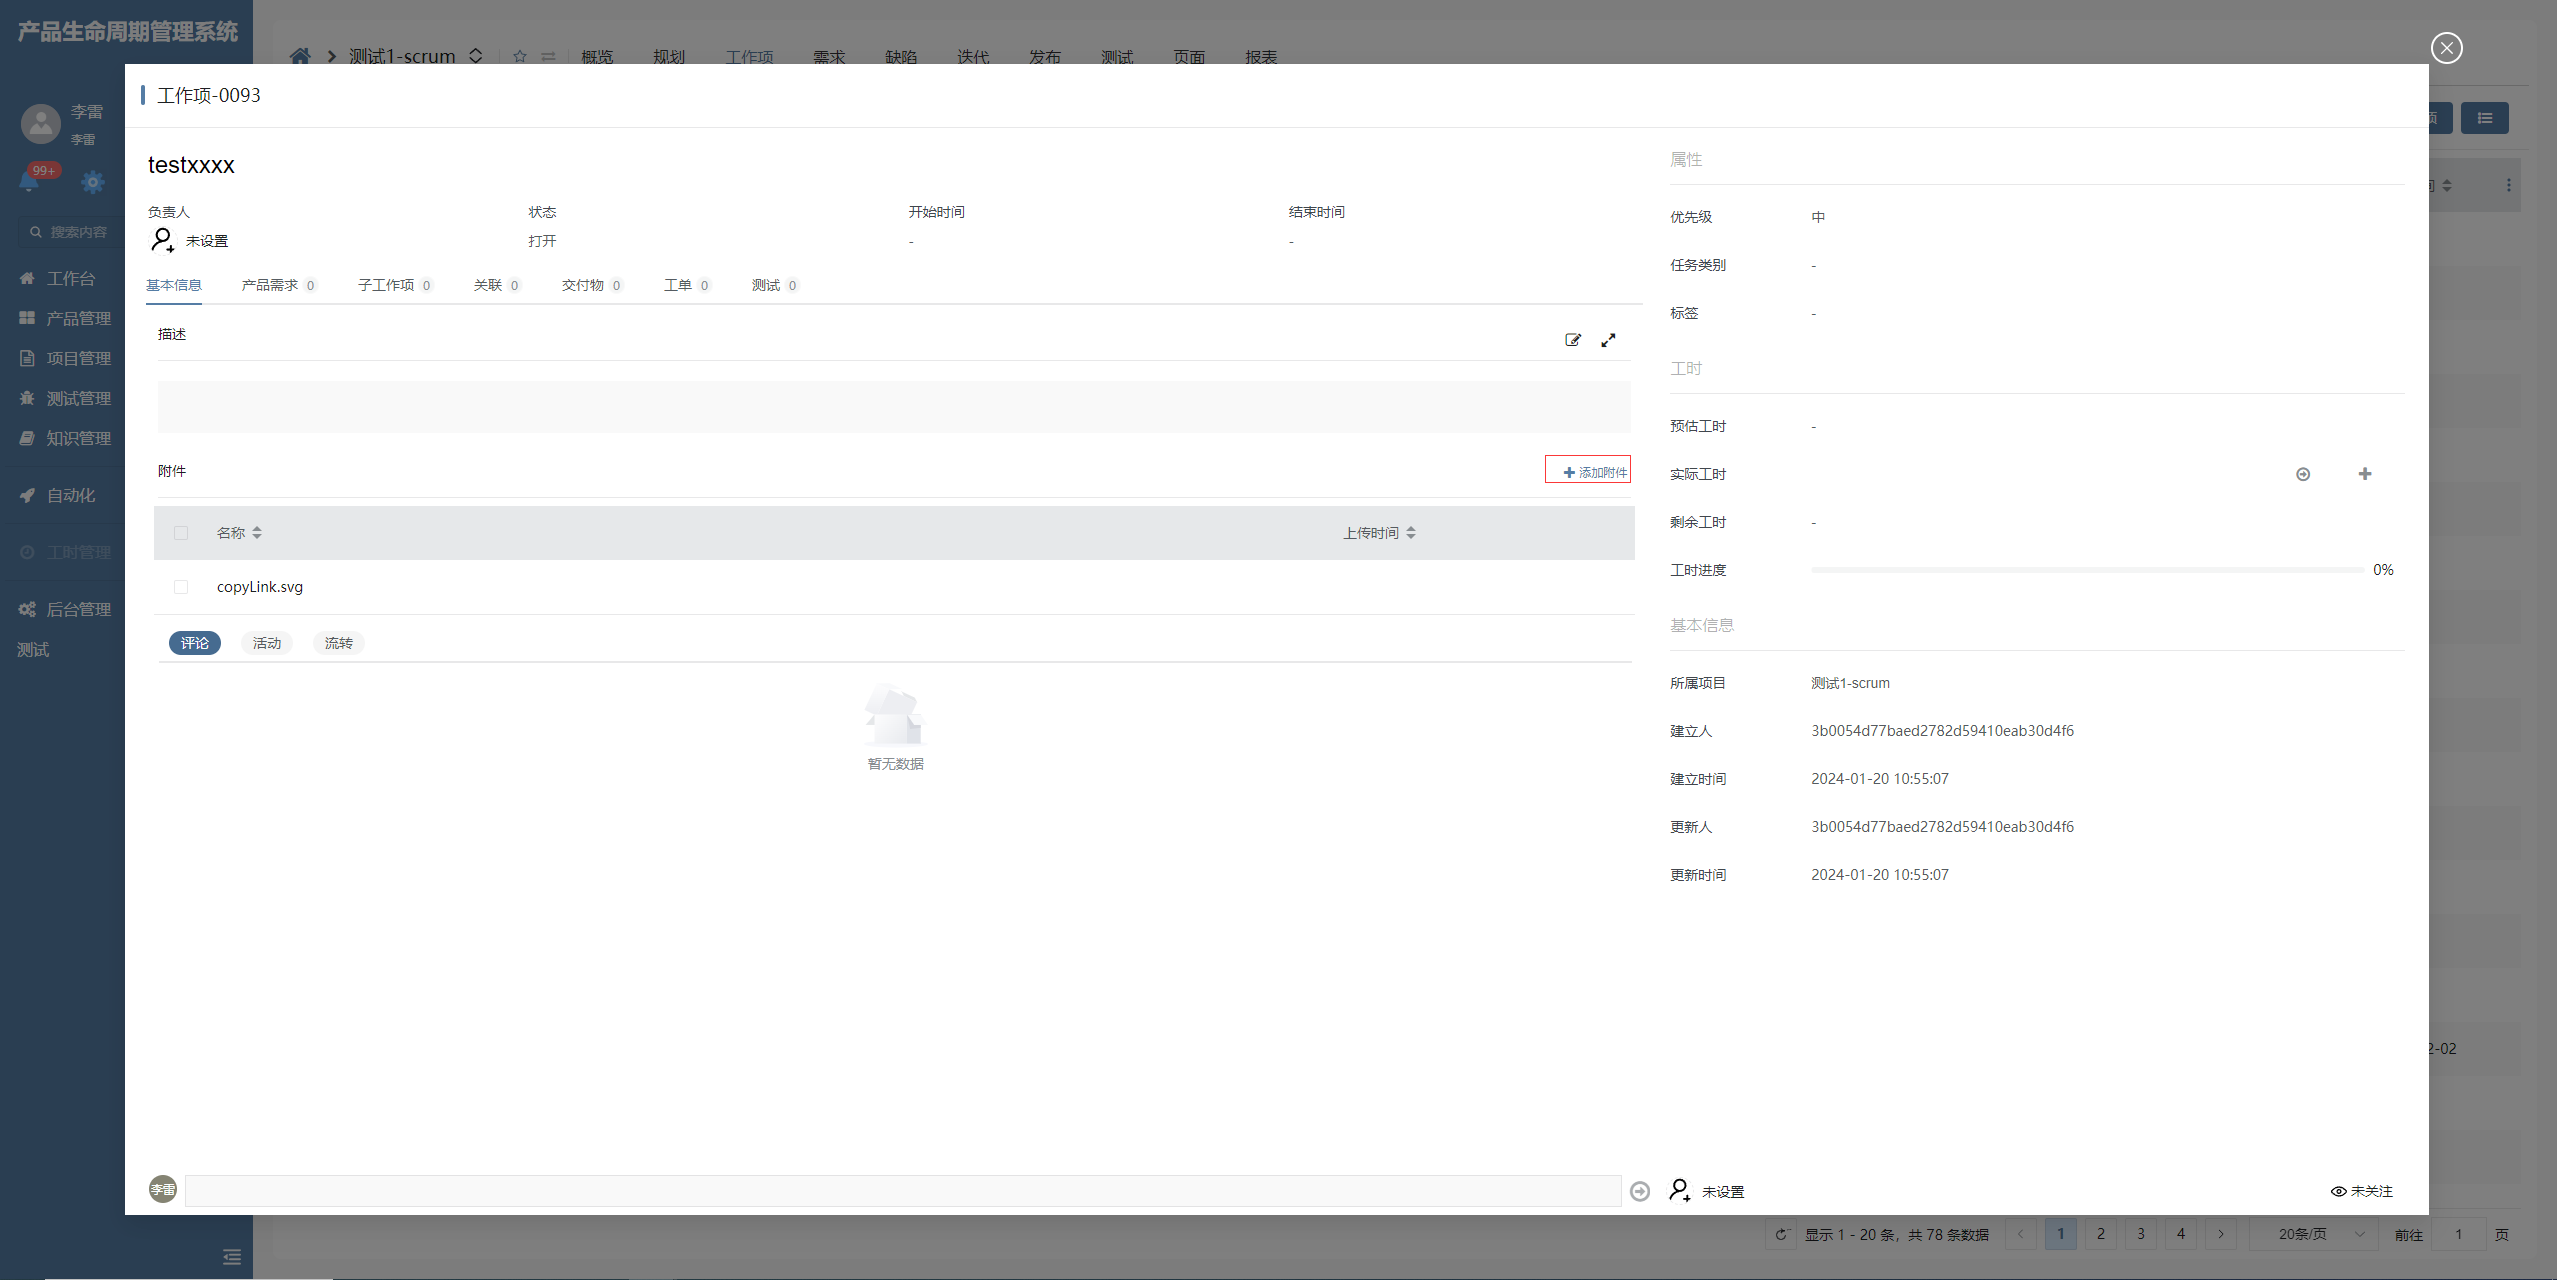 产品生命周期管理系统
李雷
李雷
99+
搜索内容
工作台
产品管理
项目管理
测试管理
知识管理
自动化
工时管理
后台管理
测试
测试1-scrum
概览 规划 工作项 需求 缺陷 迭代 发布 测试 页面 报表
工作项-0093
testxxxx
负责人 状态 开始时间 结束时间
未设置 打开 - -
基本信息 产品需求 0 子工作项 0 关联 0 交付物 0 工单 0 测试 0
描述
附件
添加附件
名称 上传时间
copyLink.svg
评论 活动 流转
暂无数据
李雷
属性
优先级 中
任务类别 -
标签 -
工时
预估工时 -
实际工时
剩余工时 -
工时进度 0%
基本信息
所属项目 测试1-scrum
建立人 3b0054d77baed2782d59410eab30d4f6
建立时间 2024-01-20 10:55:07
更新人 3b0054d77baed2782d59410eab30d4f6
更新时间 2024-01-20 10:55:07
未设置
未关注
2-02
显示 1 - 20 条，共 78 条数据 1 2 3 4 20条/页 前往 1 页